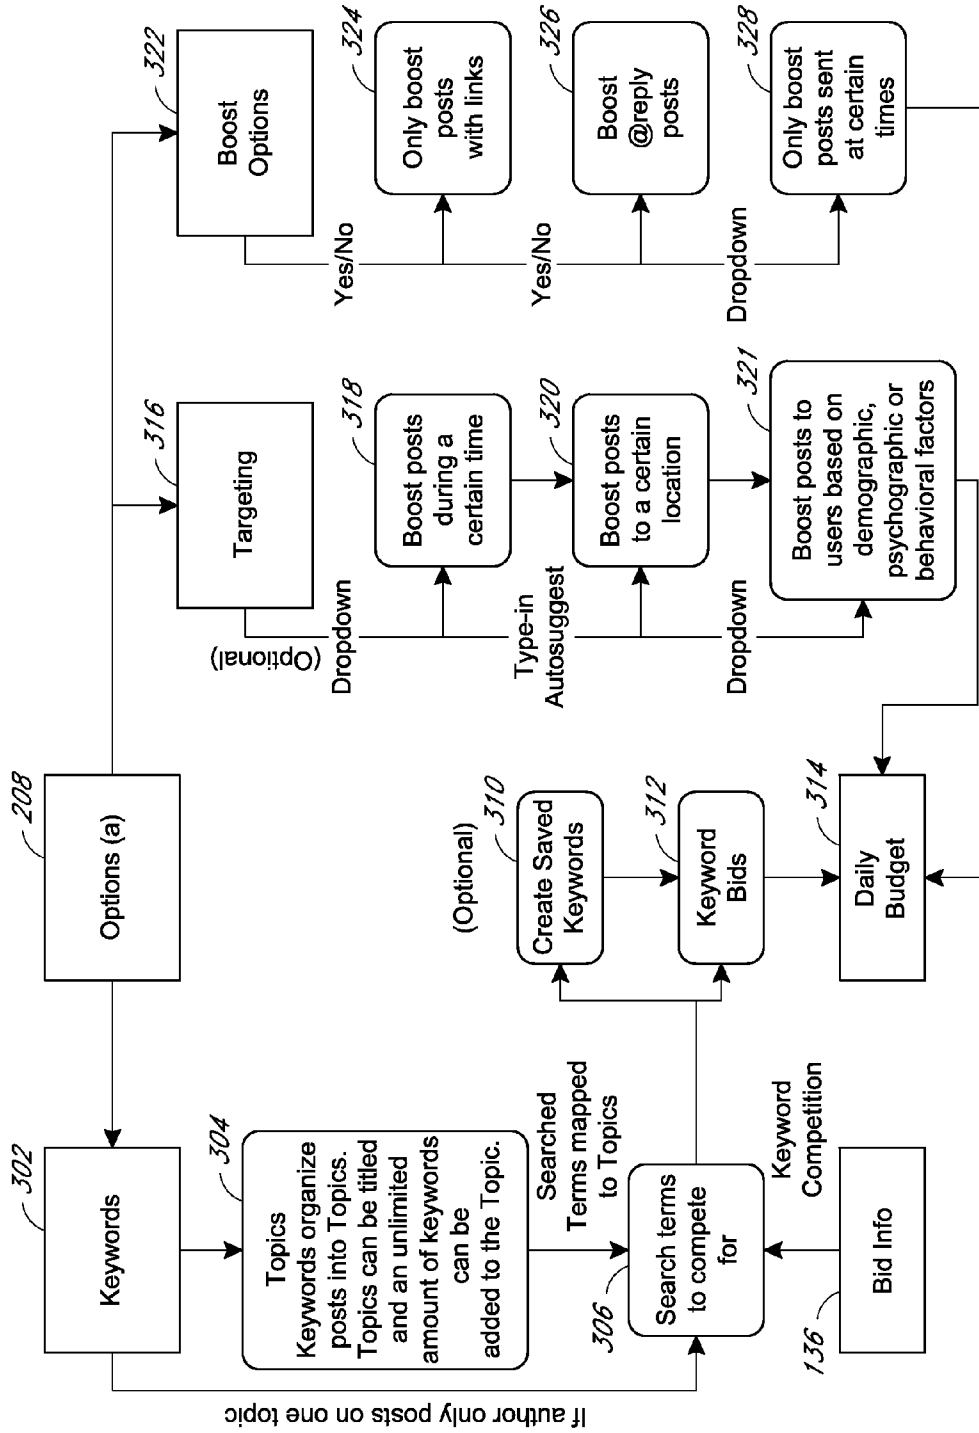 208
Options (a)
302
Keywords
304
Topics
Keywords organize
posts into Topics.
Topics can be titled
and an unlimited
amount of keywords
can be
added to the Topic.
If author only posts on one topic
Searched
Terms mapped
to Topics
306
Search terms
to compete
for
Keyword
Competition
136
Bid Info
(Optional)
310
Create Saved
Keywords
312
Keyword
Bids
314
Daily
Budget
316
Targeting
(Optional)
Dropdown
318
Boost posts
during a
certain time
Type-in
Autosuggest
320
Boost posts
to a certain
location
Dropdown
321
Boost posts to
users based on
demographic,
psychographic or
behavioral factors
322
Boost
Options
Yes/No
324
Only boost
posts
with links
Yes/No
326
Boost
@reply
posts
Dropdown
328
Only boost
posts sent
at certain
times